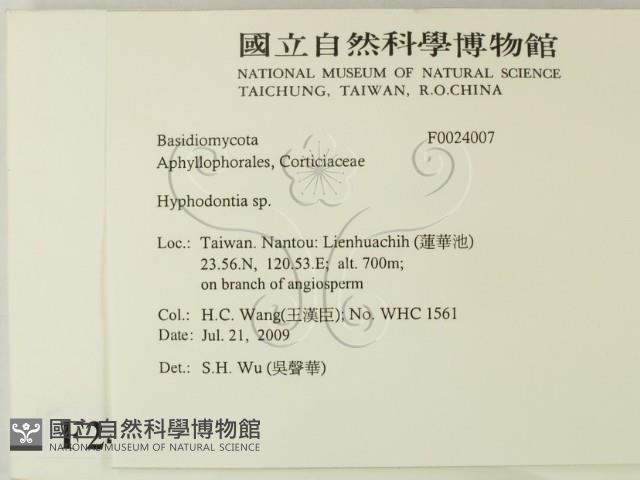 國立自然科學博物館
NATIONAL MUSEUM OF NATURAL SCIENCE
TAICHUNG, TAIWAN, R.O.CHINA
Basidiomycota F0024007
Aphyllophorales, Corticiaceae
Hyphodontia sp.
Loc.: Taiwan. Nantou: Lienhuachih (蓮華池)
23.56.N, 120.53.E; alt. 700m;
on branch of angiosperm
Col.: H.C. Wang(王漢臣); No. WHC 1561
Date: Jul. 21, 2009
Det.: S.H. Wu (吳聲華)
國立自然科學博物館
NATIONAL MUSEUM OF NATURAL SCIENCE